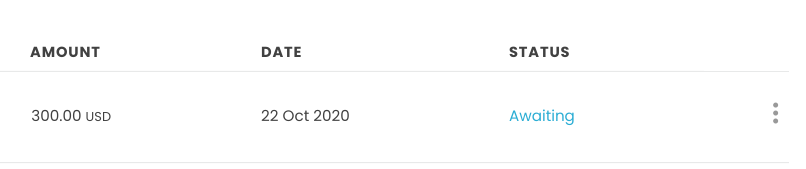 AMOUNT DATE STATUS
300.00 USD 22 Oct 2020 Awaiting